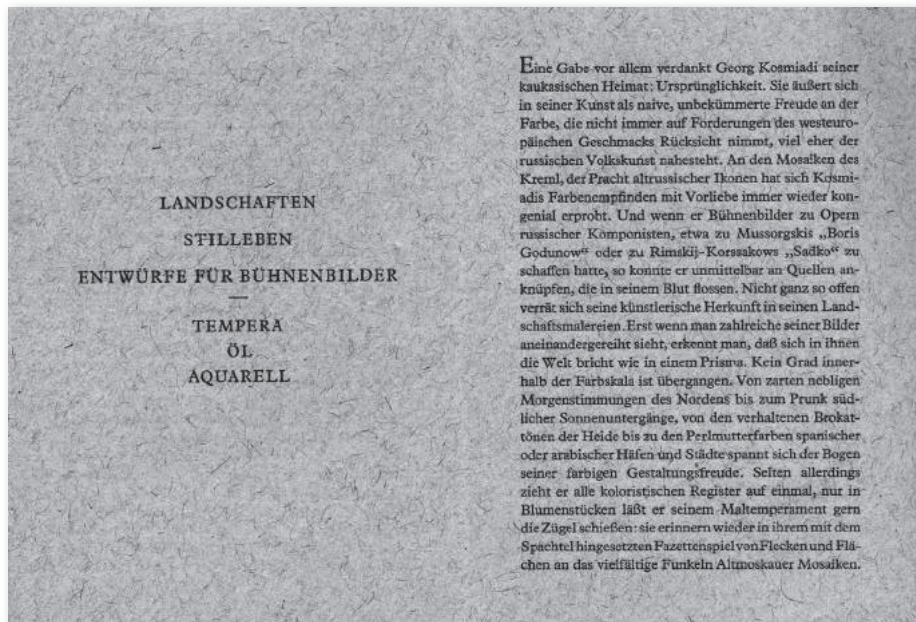 LANDSCHAFTEN
STILLEBEN
ENTWÜRFE FÜR BÜHNENBILDER
TEMPERA
ÖL
AQUARELL
Eine Gabe vor allem verdankt Georg Kosmiadi seiner
kaukasischen Heimat: Ursprünglichkeit. Sie äußert sich
in seiner Kunst als naive, unbekümmerte Freude an der
Farbe, die nicht immer auf Forderungen des westeuro-
päischen Geschmacks Rücksicht nimmt, viel eher der
russischen Volkskunst nahesteht. An den Mosaiken des
Kreml, der Pracht altrussischer Ikonen hat sich Kosmi-
adis Farbenempfinden mit Vorliebe immer wieder kon-
genial erprobt. Und wenn er Bühnenbilder zu Opern
russischer Komponisten, etwa zu Mussorgskis „Boris
Godunow“ oder zu Rimskij-Korssakows „Sadko“ zu
schaffen hatte, so konnte er unmittelbar an Quellen an-
knüpfen, die in seinem Blut flossen. Nicht ganz so offen
verrät sich seine künstlerische Herkunft in seinen Land-
schaftsmalereien. Erst wenn man zahlreiche seiner Bilder
aneinandergereiht sieht, erkennt man, daß sich in ihnen
die Welt bricht wie in einem Prisma. Kein Grad inner-
halb der Farbskala ist übergangen. Von zarten nebligen
Morgenstimmungen des Nordens bis zum Prunk süd-
licher Sonnenuntergänge, von den verhaltenen Brokat-
tönen der Heide bis zu den Perlmutterfarben spanischer
oder arabischer Häfen und Städte spannt sich der Bogen
seiner farbigen Gestaltungsfreude. Selten allerdings
zieht er alle koloristischen Register auf einmal, nur in
Blumenstücken läßt er seinem Maltemperament gern
die Zügel schießen: sie erinnern wieder in ihrem mit dem
Spachtel hingesetzten Fazettenspiel von Flecken und Flä-
chen an das vielfältige Funkeln Altmoskauer Mosaiken.